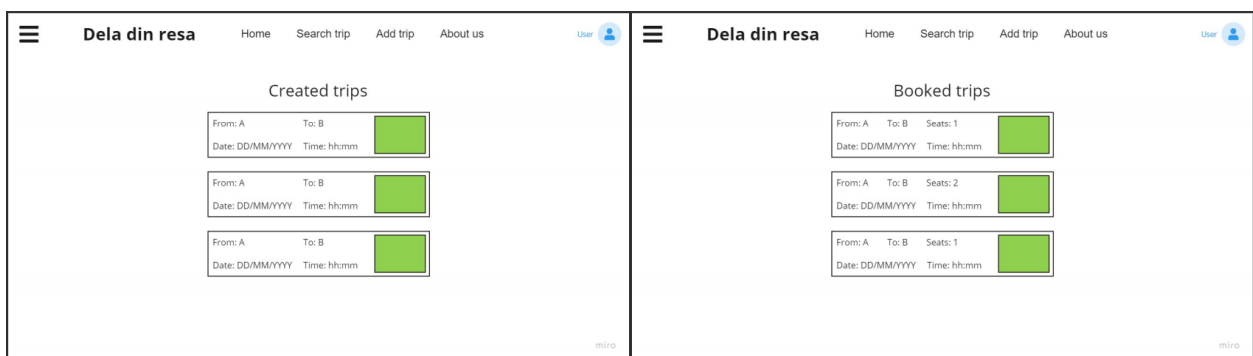 Dela din resa Home Search trip Add trip About us User
Created trips
From: A To: B
Date: DD/MM/YYYY Time: hh:mm
From: A To: B
Date: DD/MM/YYYY Time: hh:mm
From: A To: B
Date: DD/MM/YYYY Time: hh:mm
miro
Dela din resa Home Search trip Add trip About us User
Booked trips
From: A To: B Seats: 1
Date: DD/MM/YYYY Time: hh:mm
From: A To: B Seats: 2
Date: DD/MM/YYYY Time: hh:mm
From: A To: B Seats: 1
Date: DD/MM/YYYY Time: hh:mm
miro